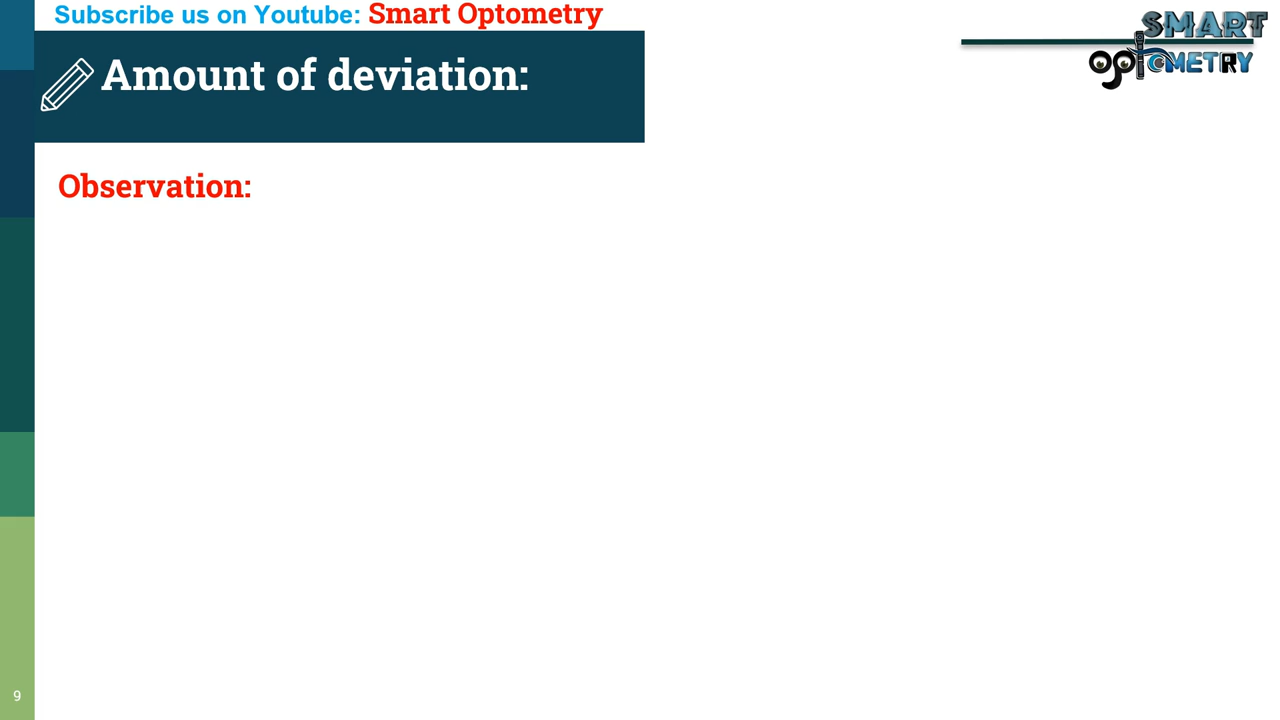 Subscribe us on Youtube: Smart Optometry
SMART
OPTOMETRY
Amount of deviation:
Observation:
9